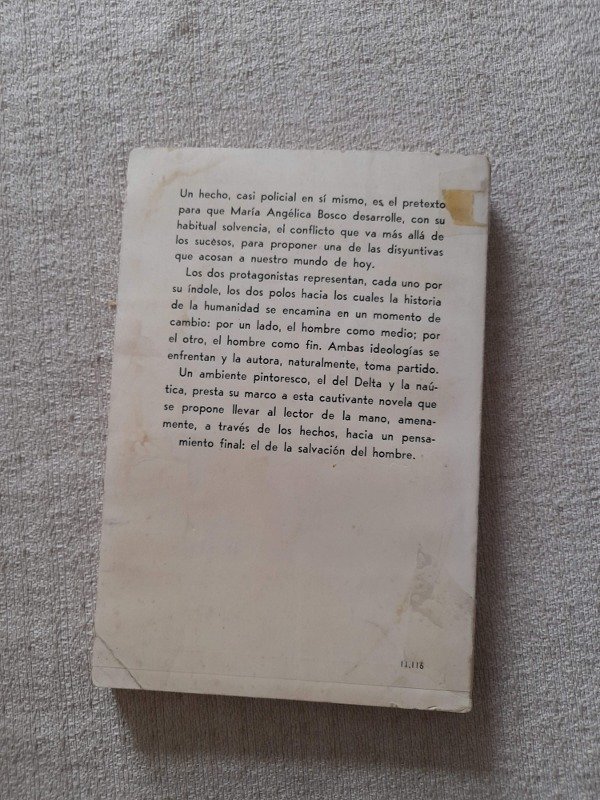 Un hecho, casi policial en sí mismo, es el pretexto
para que María Angélica Bosco desarrolle, con su
habitual solvencia, el conflicto que va más allá de
los sucesos, para proponer una de las disyuntivas
que acosan a nuestro mundo de hoy.
Los dos protagonistas representan, cada uno por
su índole, los dos polos hacia los cuales la historia
de la humanidad se encamina en un momento de
cambio: por un lado, el hombre como medio; por
el otro, el hombre como fin. Ambas ideologías se
enfrentan y la autora, naturalmente, toma partido.
Un ambiente pintoresco, el del Delta y la naú-
tica, presta su marco a esta cautivante novela que
se propone llevar al lector de la mano, amena-
mente, a través de los hechos, hacia un pensa-
miento final: el de la salvación del hombre.
11.118